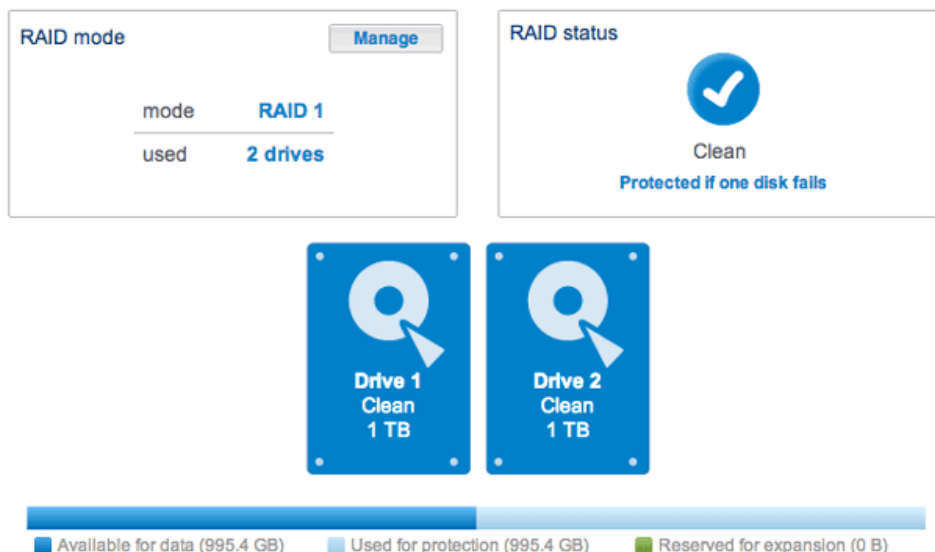 RAID mode
Manage
mode RAID 1
used 2 drives
RAID status
Clean
Protected if one disk fails
Drive 1
Clean
1 TB
Drive 2
Clean
1 TB
Available for data (995.4 GB) Used for protection (995.4 GB) Reserved for expansion (0 B)